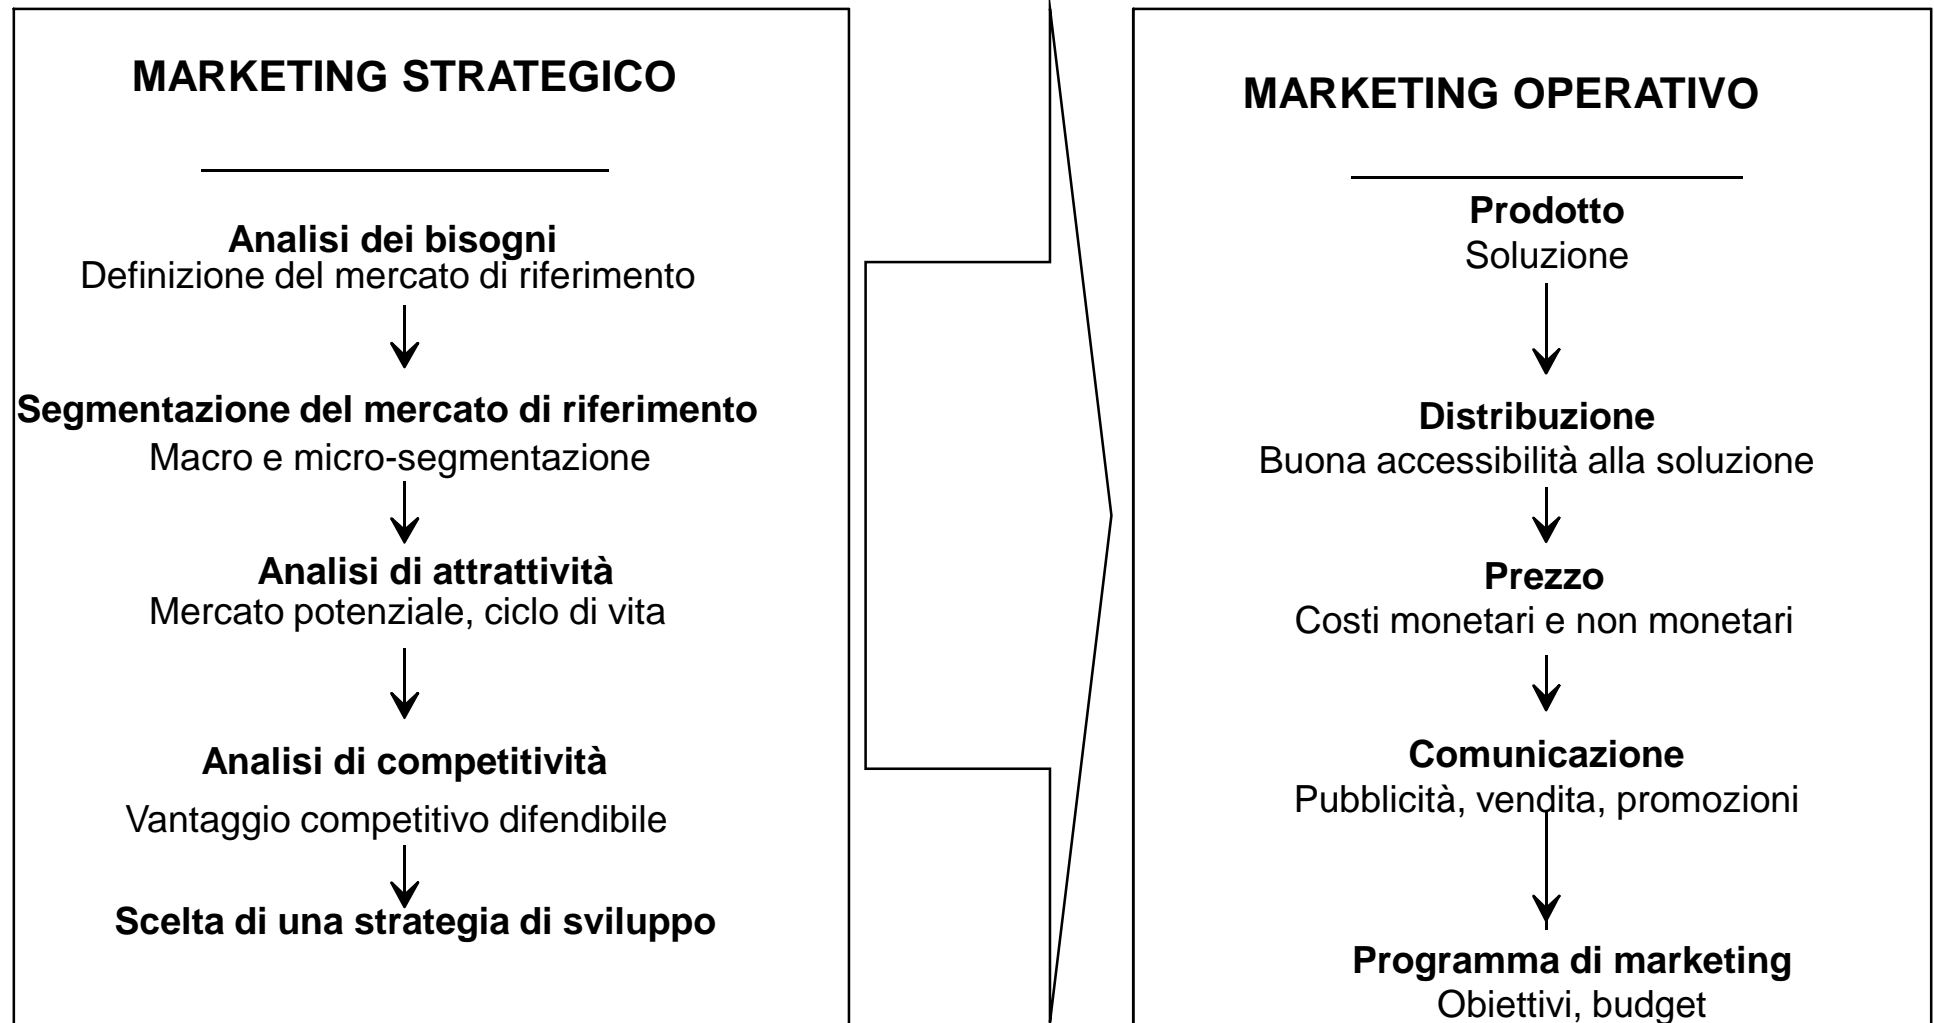 MARKETING STRATEGICO
Analisi dei bisogni
Definizione del mercato di riferimento
Segmentazione del mercato di riferimento
Macro e micro-segmentazione
Analisi di attrattività
Mercato potenziale, ciclo di vita
Analisi di competitività
Vantaggio competitivo difendibile
Scelta di una strategia di sviluppo
MARKETING OPERATIVO
Prodotto
Soluzione
Distribuzione
Buona accessibilità alla soluzione
Prezzo
Costi monetari e non monetari
Comunicazione
Pubblicità, vendita, promozioni
Programma di marketing
Obiettivi, budget